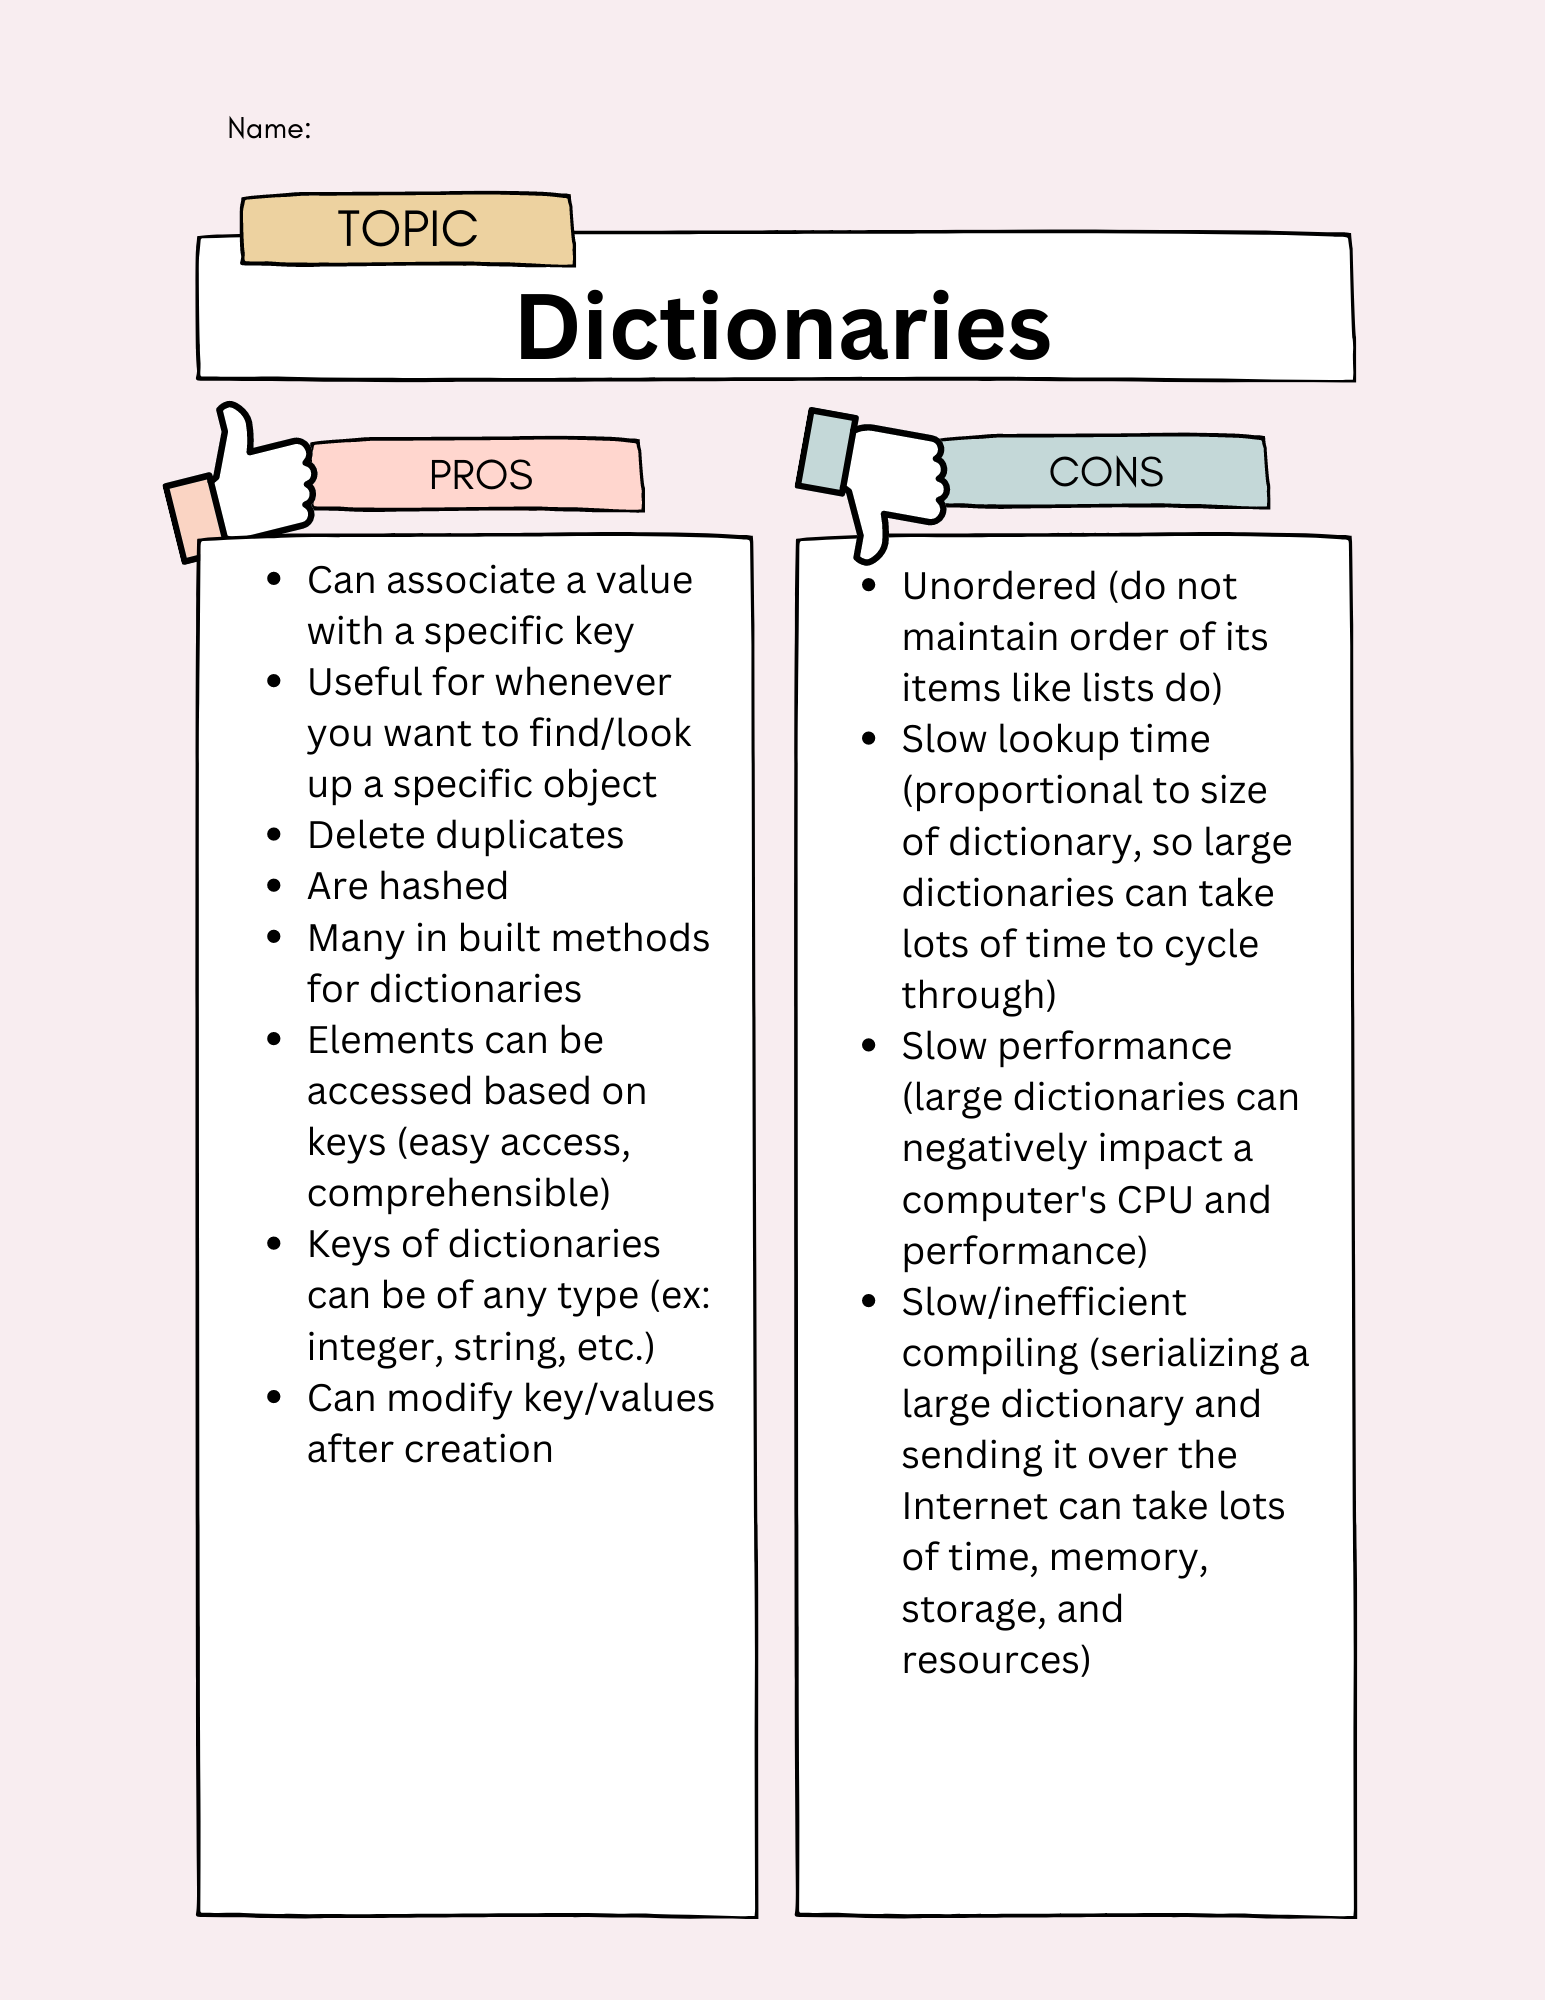 Name:
TOPIC
Dictionaries
PROS
• Can associate a value
with a specific key
• Useful for whenever
you want to find/look
up a specific object
• Delete duplicates
• Are hashed
• Many in built methods
for dictionaries
• Elements can be
accessed based on
keys (easy access,
comprehensible)
• Keys of dictionaries
can be of any type (ex:
integer, string, etc.)
• Can modify key/values
after creation
CONS
• Unordered (do not
maintain order of its
items like lists do)
• Slow lookup time
(proportional to size
of dictionary, so large
dictionaries can take
lots of time to cycle
through)
• Slow performance
(large dictionaries can
negatively impact a
computer's CPU and
performance)
• Slow/inefficient
compiling (serializing a
large dictionary and
sending it over the
Internet can take lots
of time, memory,
storage, and
resources)